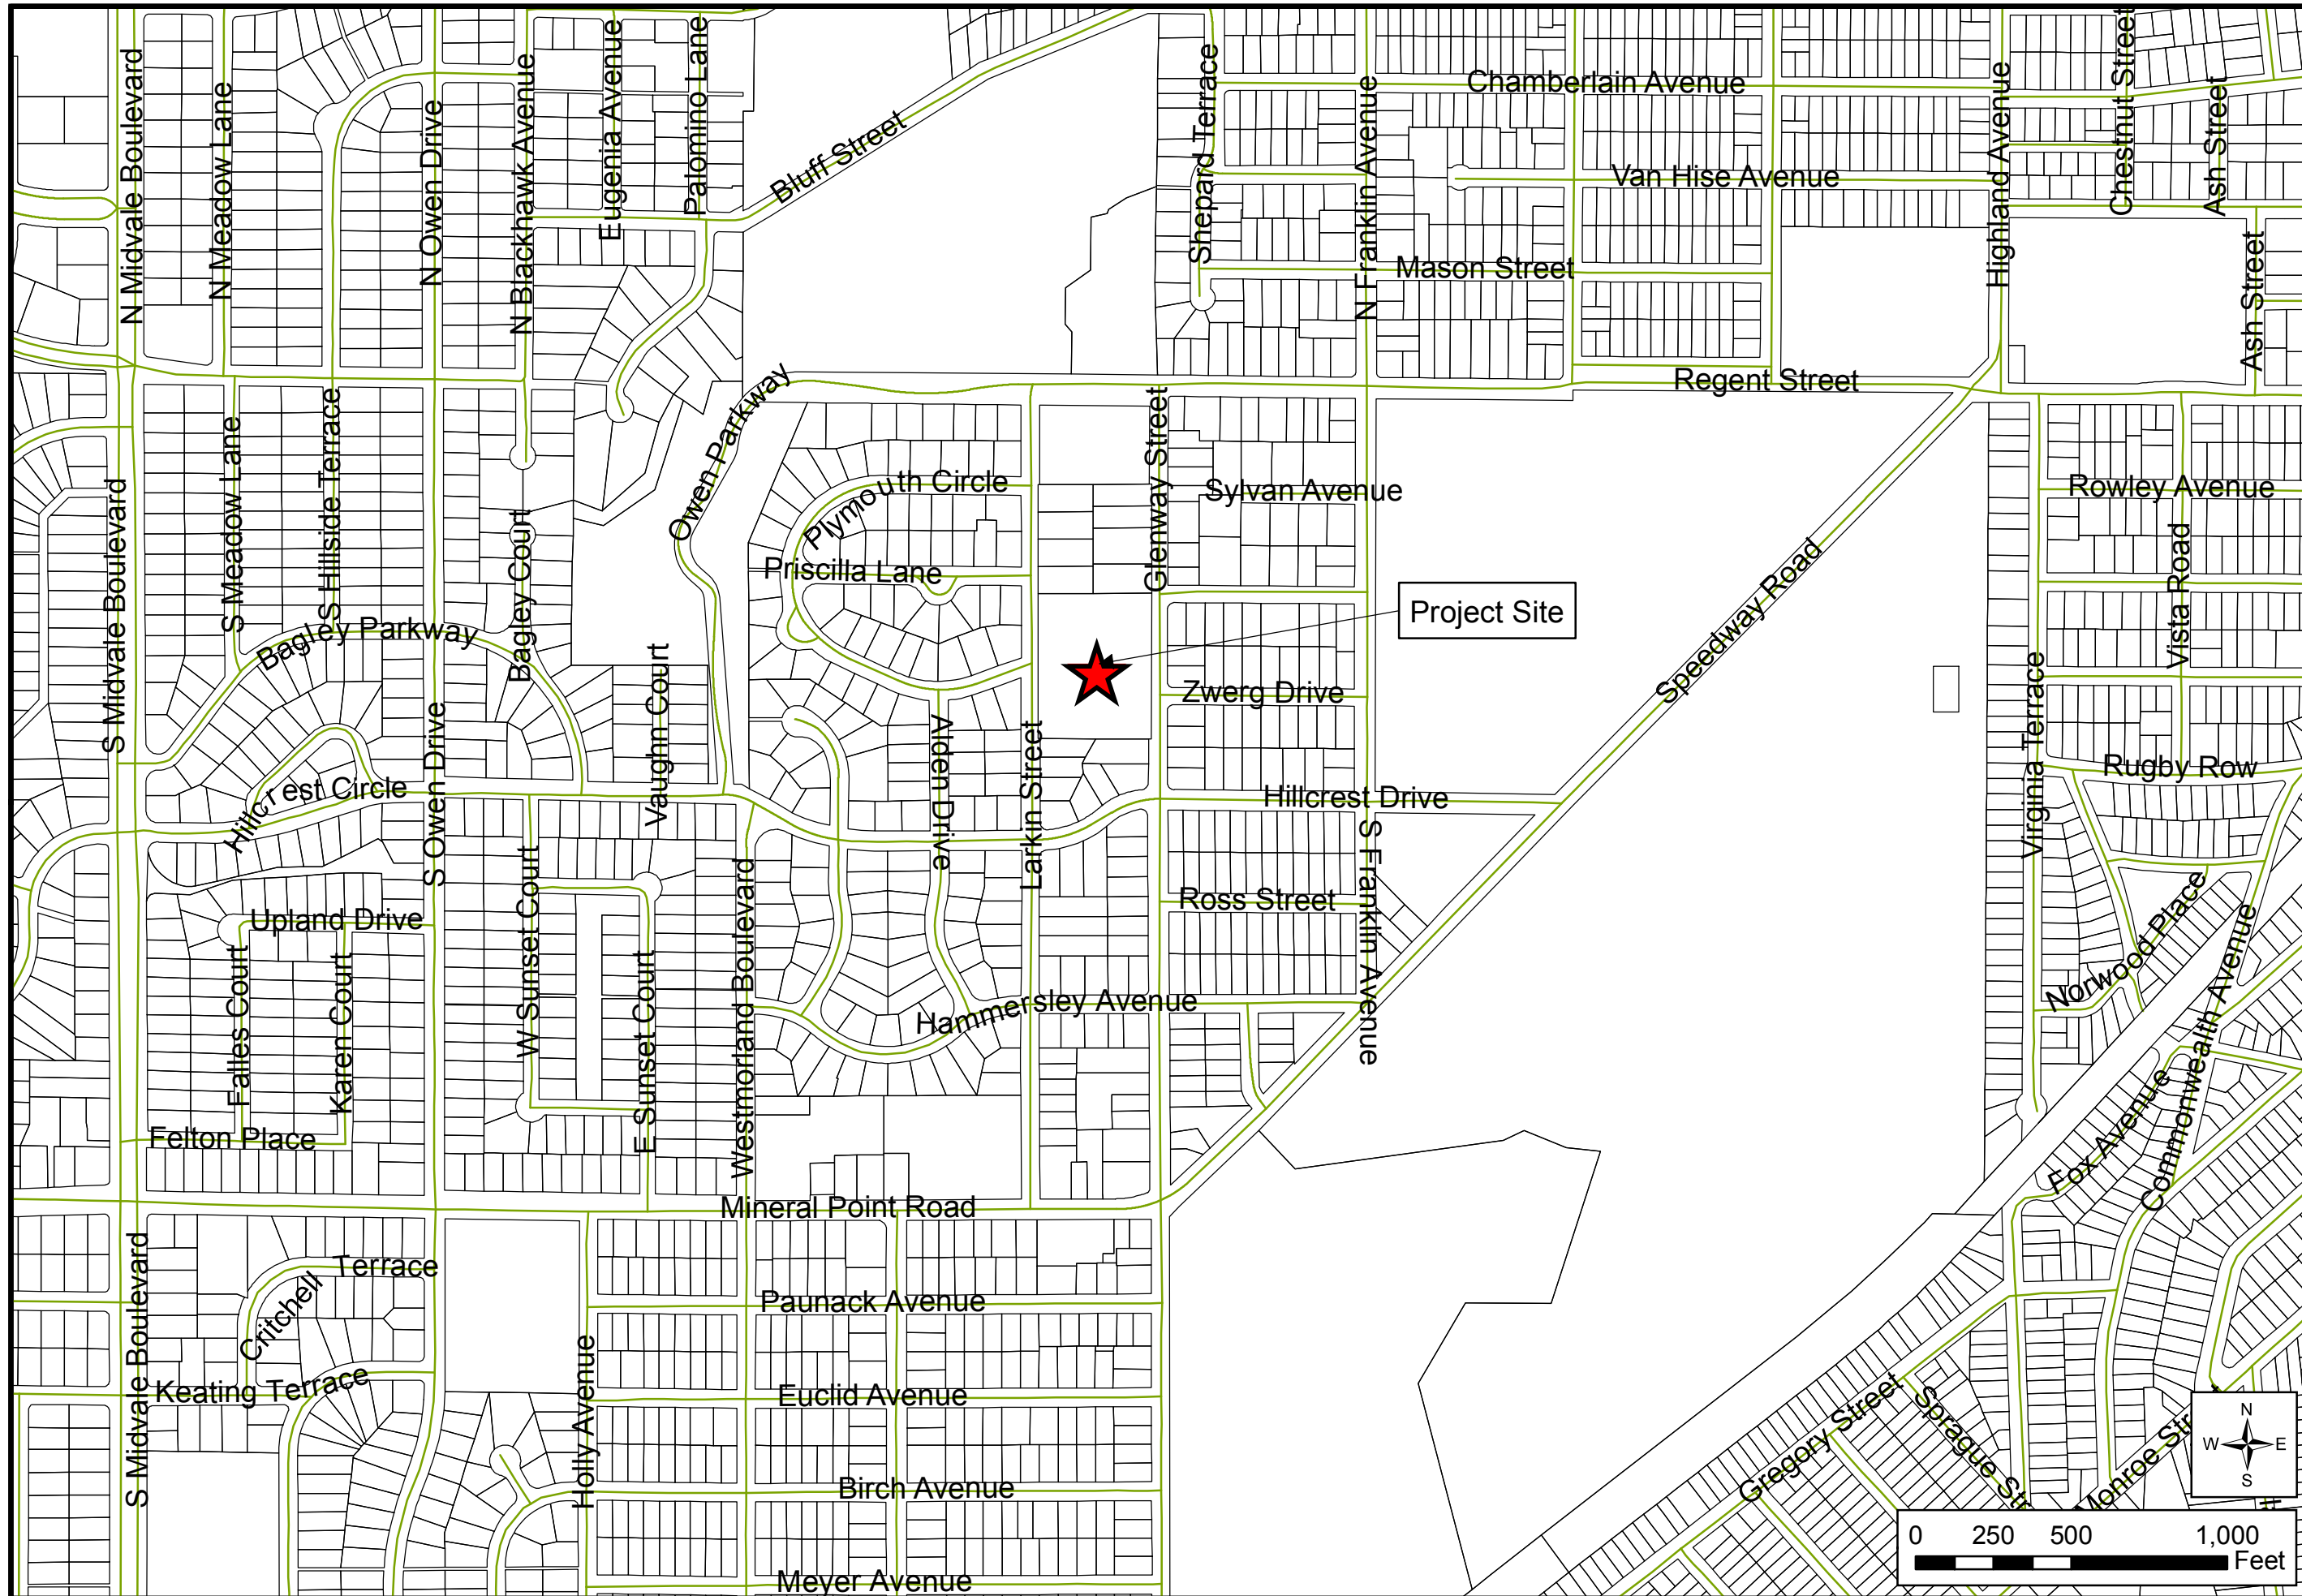 N Midvale Boulevard
N Meadow Lane
N Owen Drive
N Blackhawk Avenue
Eugenia Avenue
Palomino Lane
Bluff Street
Shepard Terrace
N Franklin Avenue
Chamberlain Avenue
Van Hise Avenue
Mason Street
Highland Avenue
Chestnut Street
Ash Street
Ash Street
Regent Street
Owen Parkway
S Midvale Boulevard
S Meadow Lane
S Hillside Terrace
Bagley Parkway
Bagley Court
Plymouth Circle
Priscilla Lane
Glenway Street
Sylvan Avenue
Project Site
Speedway Road
Rowley Avenue
Vista Road
Virginia Terrace
Rugby Row
Zwerg Drive
Vaughn Court
S Owen Drive
Hillcrest Circle
Alden Drive
Larkin Street
Hillcrest Drive
Ross Street
S Franklin Avenue
Upland Drive
Falles Court
Karen Court
W Sunset Court
E Sunset Court
Westmorland Boulevard
Hammersley Avenue
Norwood Place
Commonwealth Avenue
Fox Avenue
Felton Place
Mineral Point Road
S Midvale Boulevard
Critchell Terrace
Keating Terrace
Holly Avenue
Paunack Avenue
Euclid Avenue
Birch Avenue
Meyer Avenue
Gregory Street
Sprague Str
Monroe Str
N
W E
S
0 250 500 1,000
Feet